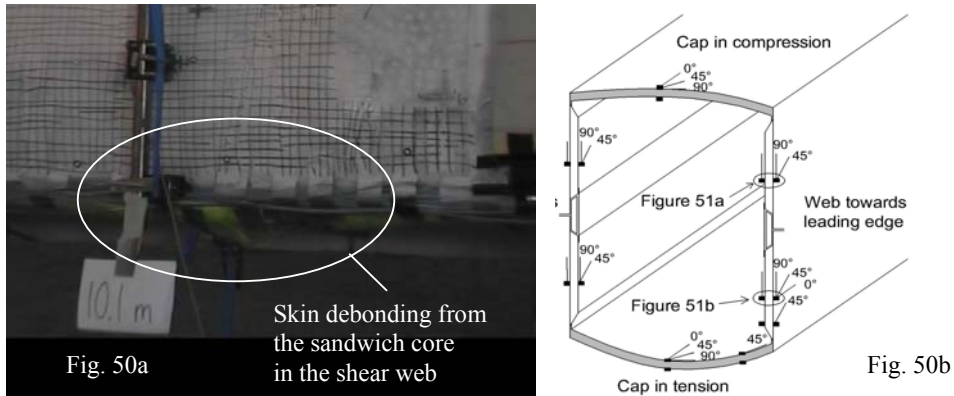 10.1 m
Skin debonding from
the sandwich core
in the shear web
Fig. 50a
Cap in compression
0°
45°
90°
90°
45°
90°
45°
Figure 51a
Web towards
leading edge
s
90°
45°
90°
45°
0°
45°
Figure 51b
0°
45°
90°
45°
Cap in tension
Fig. 50b